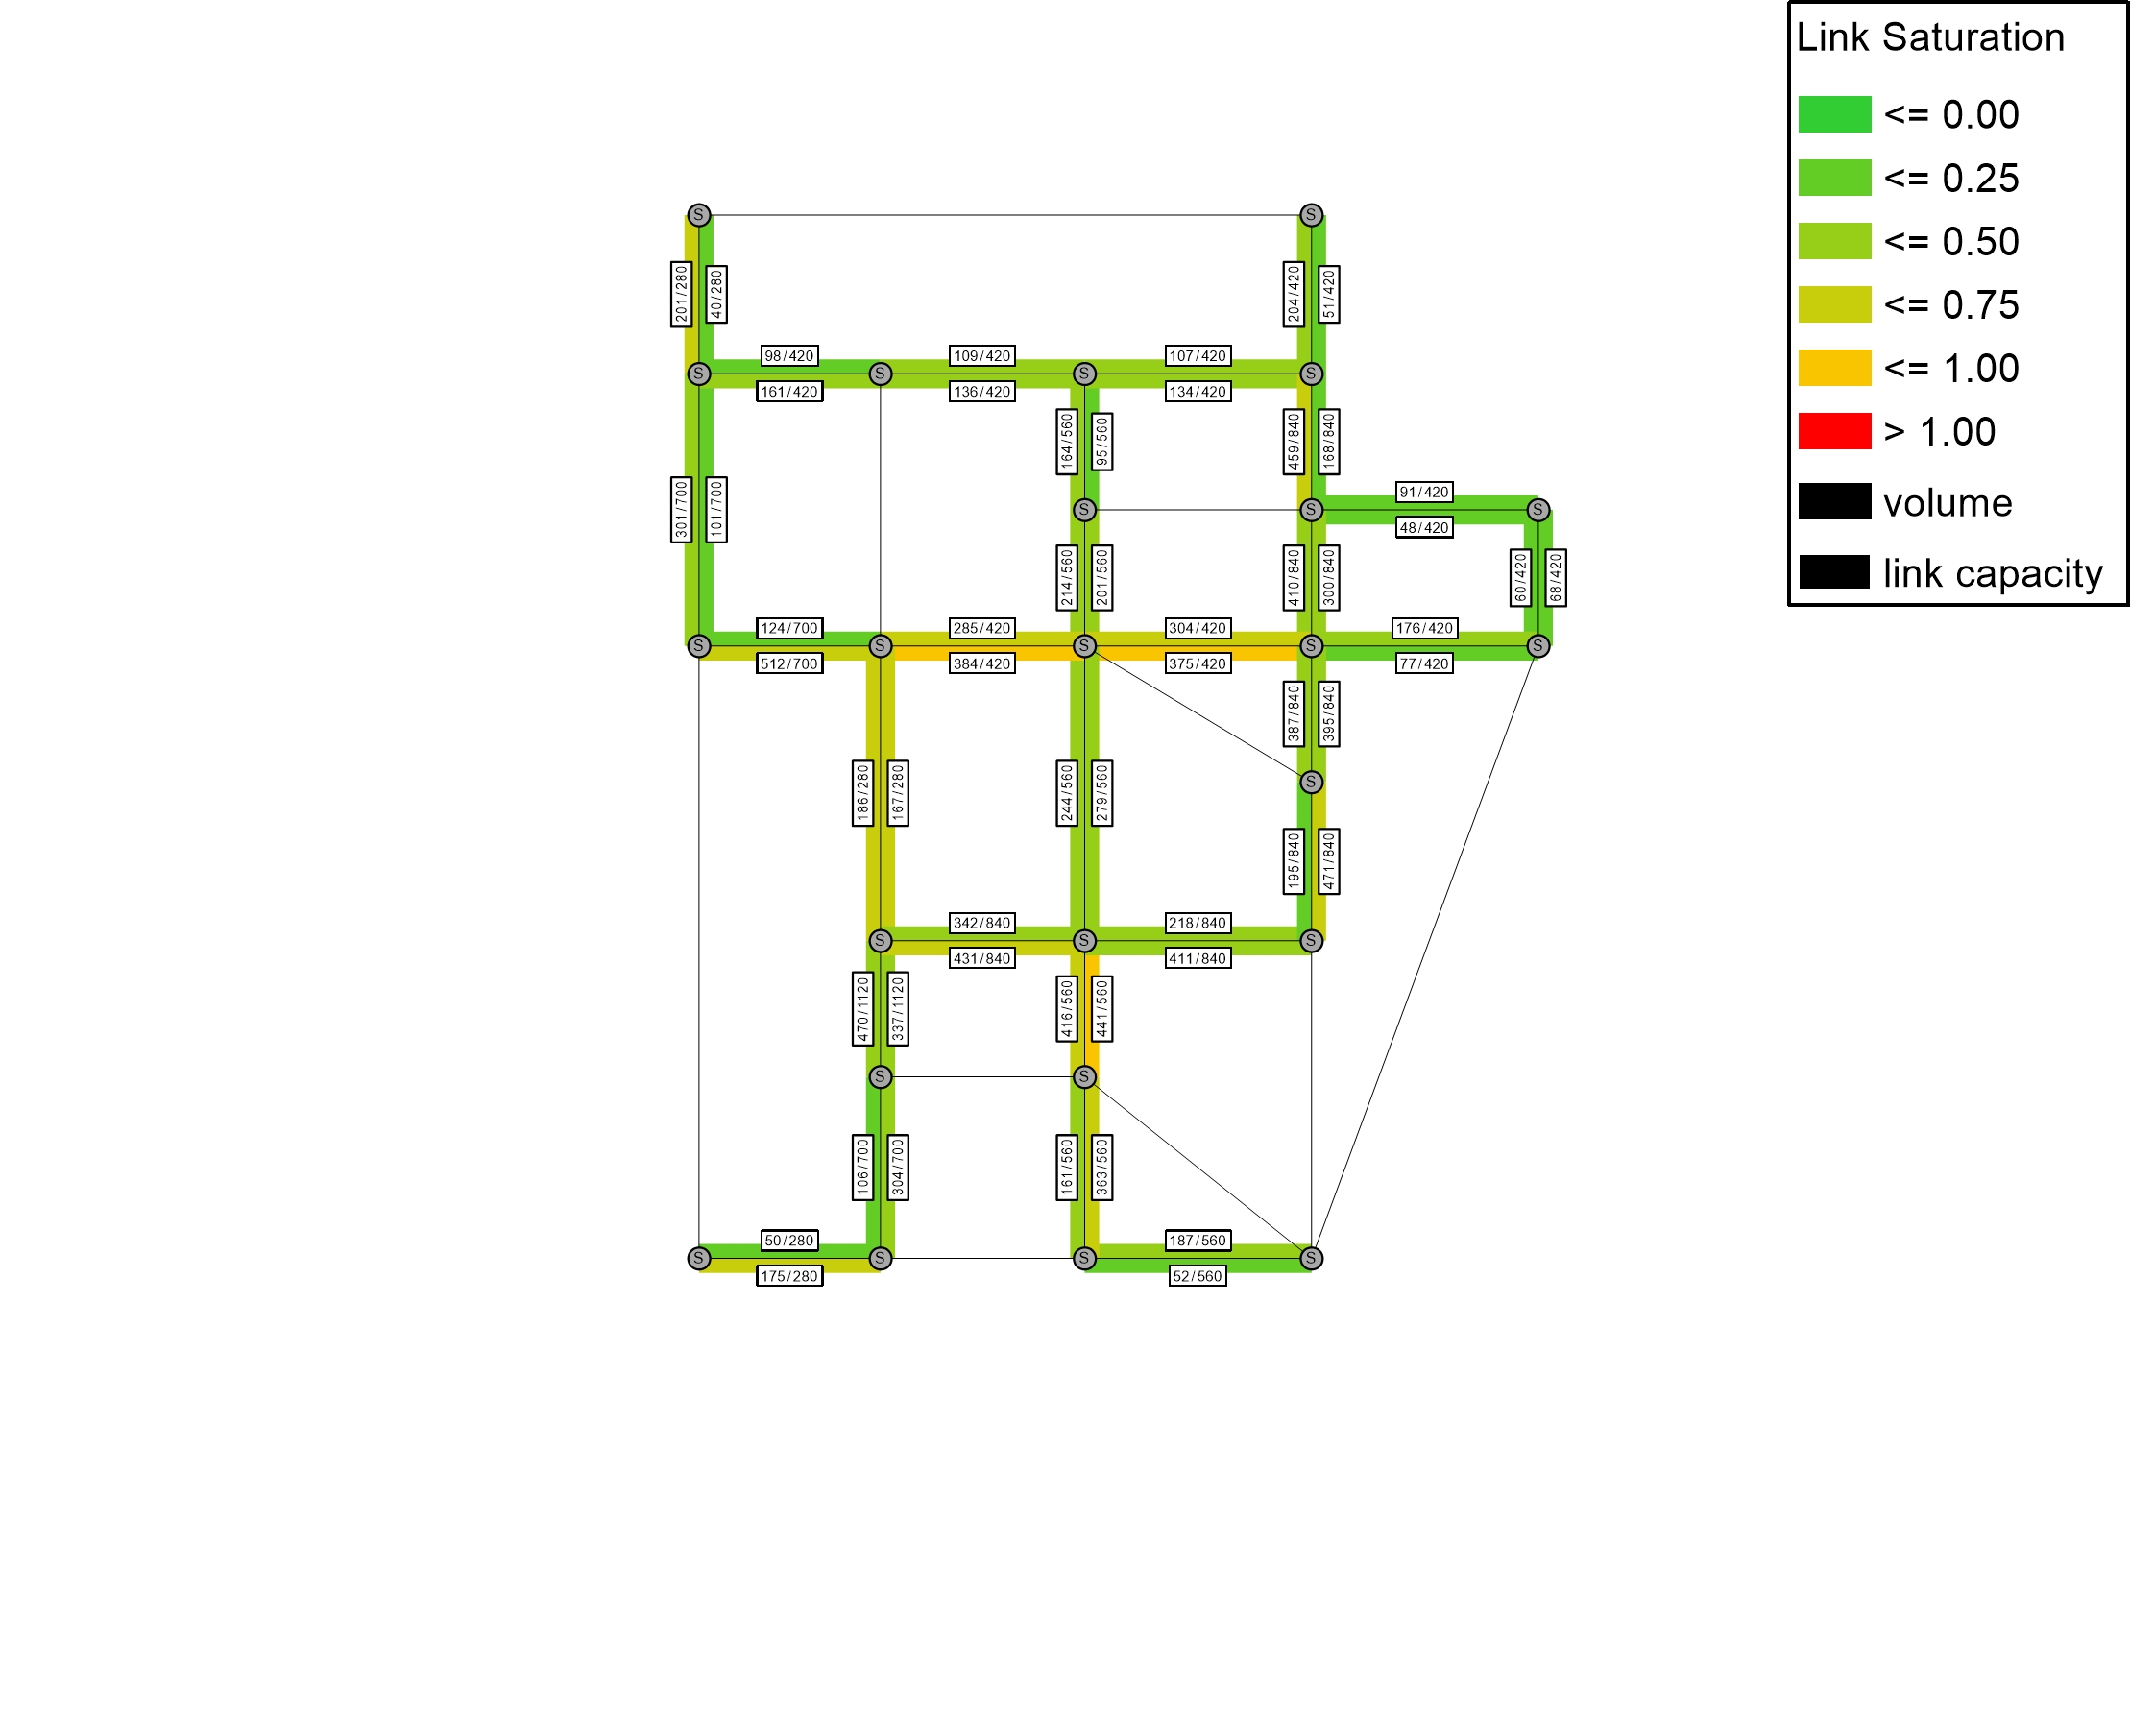 Link Saturation
<= 0.00
<= 0.25
<= 0.50
<= 0.75
<= 1.00
> 1.00
volume
link capacity
S
S
201/280
40/280
204/420
51/420
98/420
109/420
107/420
S
S
S
S
161/420
136/420
134/420
164/560
95/560
459/840
168/840
301/700
101/700
91/420
S
S
S
48/420
214/560
201/560
410/840
300/840
60/420
68/420
124/700
285/420
304/420
176/420
S
S
S
S
S
512/700
384/420
375/420
77/420
387/840
395/840
186/280
167/280
244/560
279/560
S
195/840
471/840
342/840
218/840
S
S
S
431/840
411/840
470/1120
337/1120
416/560
441/560
S
S
106/700
304/700
161/560
363/560
50/280
187/560
S
S
S
S
175/280
52/560